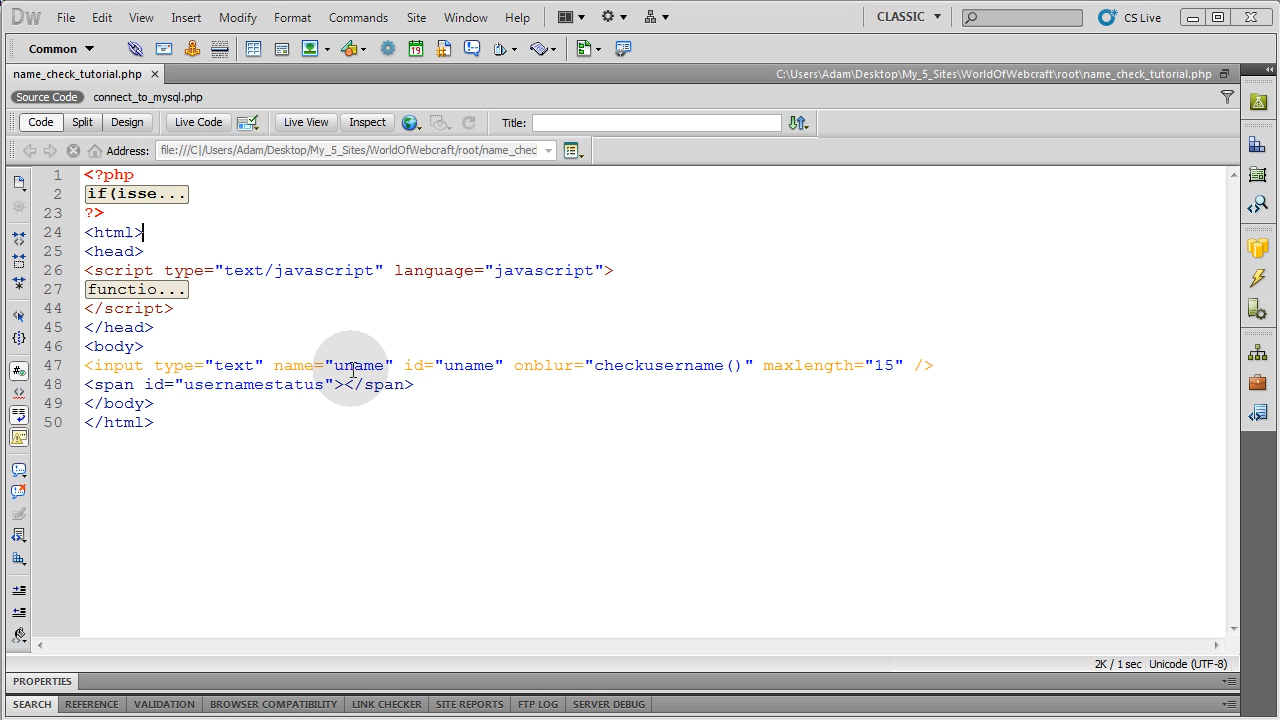 Dw File Edit View Insert Modify Format Commands Site Window Help CLASSIC CS Live
Common
name_check_tutorial.php × C:\Users\Adam\Desktop\My_5_Sites\WorldOfWebcraft\root\name_check_tutorial.php
Source Code connect_to_mysql.php
Code Split Design Live Code Live View Inspect Title:
Address: file:///C|/Users/Adam/Desktop/My_5_Sites/WorldOfWebcraft/root/name_chec
1 <?php
2 if(isse...
23 ?>
24 <html>
25 <head>
26 <script type="text/javascript" language="javascript">
27 functio...
44 </script>
45 </head>
46 <body>
47 <input type="text" name="uname" id="uname" onblur="checkusername()" maxlength="15" />
48 <span id="usernamestatus"></span>
49 </body>
50 </html>
2K / 1 sec Unicode (UTF-8)
PROPERTIES
SEARCH REFERENCE VALIDATION BROWSER COMPATIBILITY LINK CHECKER SITE REPORTS FTP LOG SERVER DEBUG